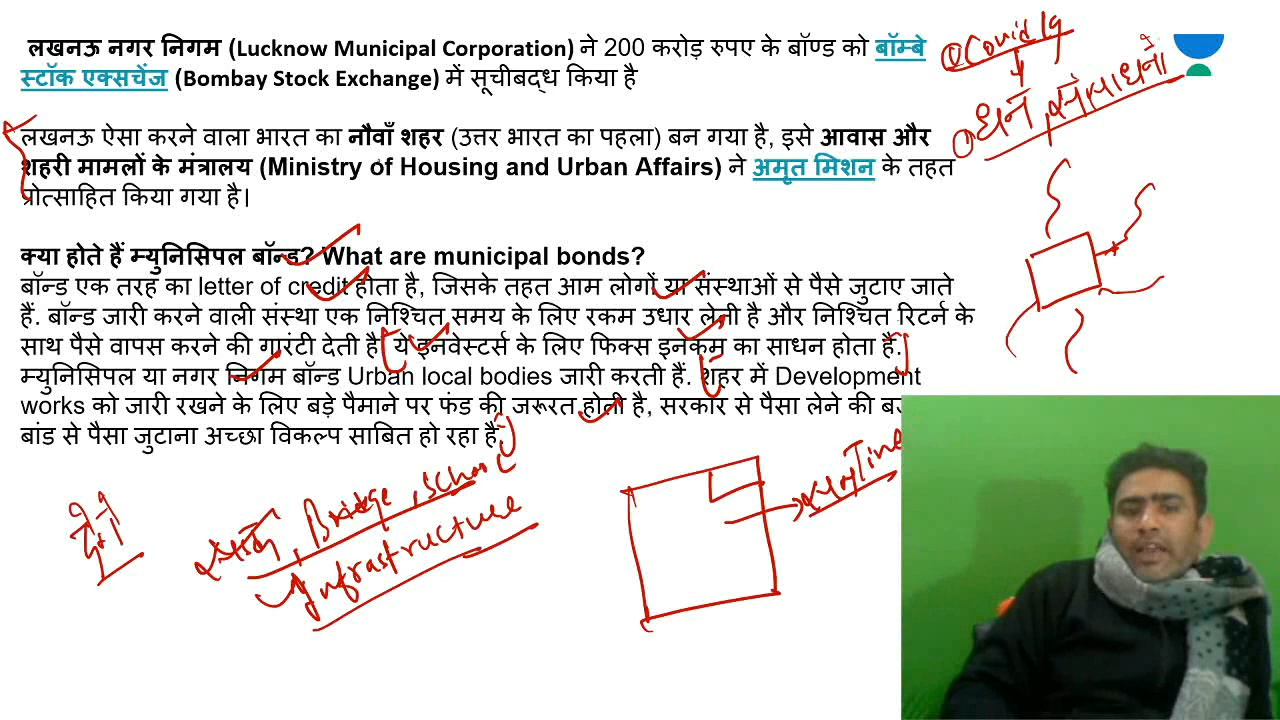 लखनऊ नगर निगम (Lucknow Municipal Corporation) ने 200 करोड़ रुपए के बॉण्ड को बॉम्बे
स्टॉक एक्सचेंज (Bombay Stock Exchange) में सूचीबद्ध किया है
लखनऊ ऐसा करने वाला भारत का नौवाँ शहर (उत्तर भारत का पहला) बन गया है, इसे आवास और
शहरी मामलों के मंत्रालय (Ministry of Housing and Urban Affairs) ने अमृत मिशन के तहत
प्रोत्साहित किया गया है।
क्या होते हैं म्युनिसिपल बॉन्ड? What are municipal bonds?
बॉन्ड एक तरह का letter of credit होता है, जिसके तहत आम लोगों या संस्थाओं से पैसे जुटाए जाते
हैं. बॉन्ड जारी करने वाली संस्था एक निश्चित समय के लिए रकम उधार लेती है और निश्चित रिटर्न के
साथ पैसे वापस करने की गारंटी देती है. ये इनवेस्टर्स के लिए फिक्स इनकम का साधन होता है.
म्युनिसिपल या नगर निगम बॉन्ड Urban local bodies जारी करती हैं. शहर में Development
works को जारी रखने के लिए बड़े पैमाने पर फंड की जरूरत होती है, सरकार से पैसा लेने की
बांड से पैसा जुटाना अच्छा विकल्प साबित हो रहा है.
① Covid 19
धन, संसाधनों
Bridge, School
Infrastructure